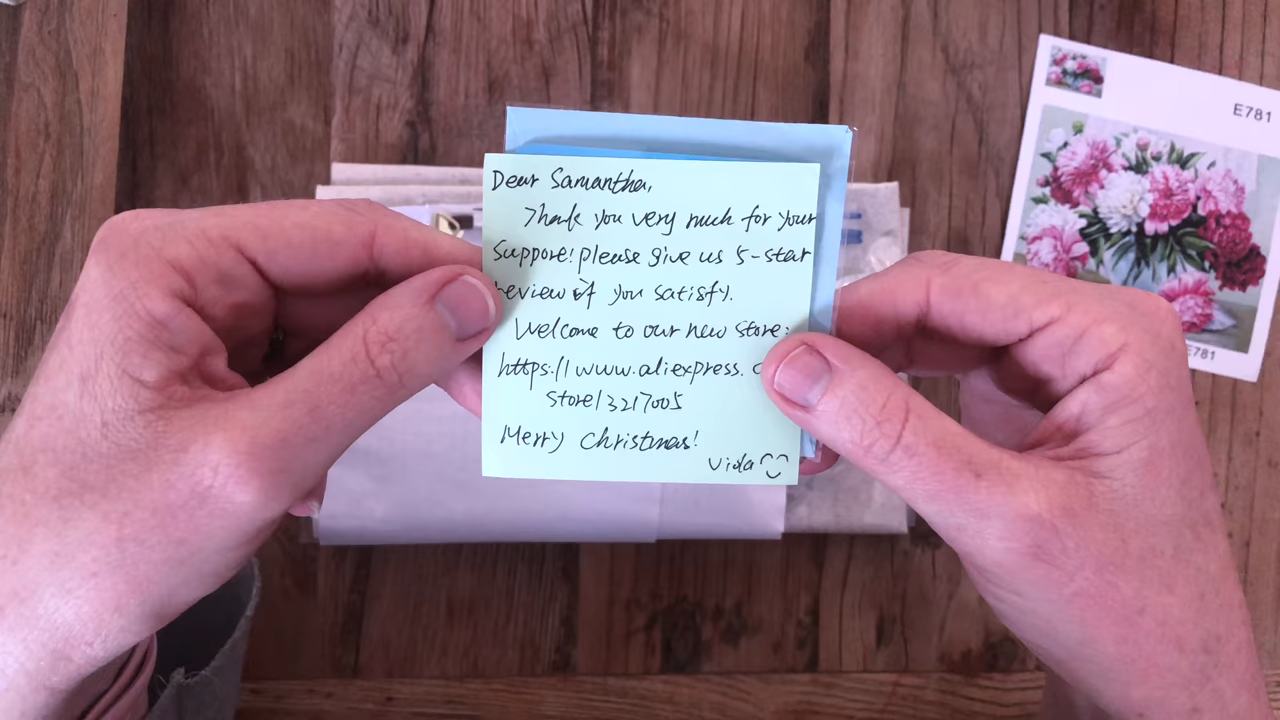 Dear Samantha,
Thank you very much for your
support! please give us 5-star
review if you satisfy.
Welcome to our new store:
https://www.aliexpress.c
store/3217005
Merry Christmas!
Vida
E781
E781